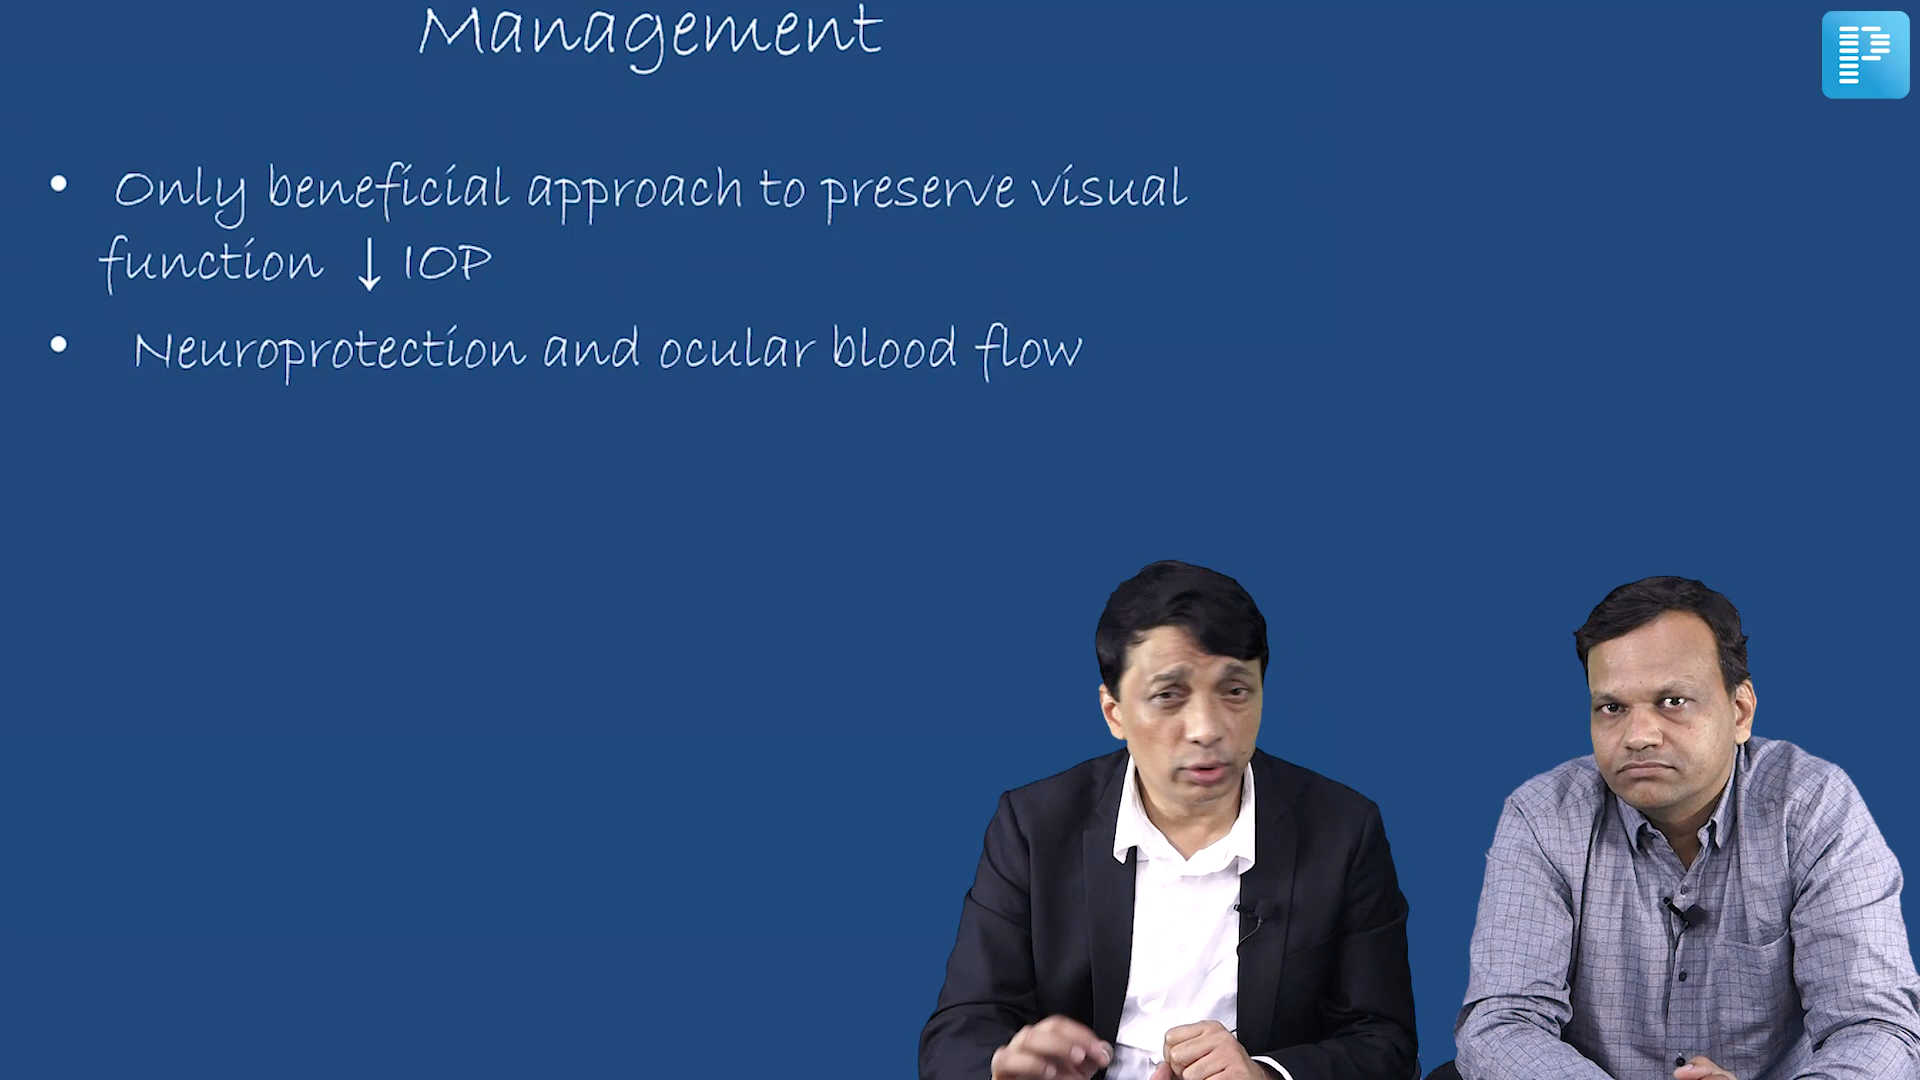 Management
• Only beneficial approach to preserve visual
function ↓ IOP
• Neuroprotection and ocular blood flow
P